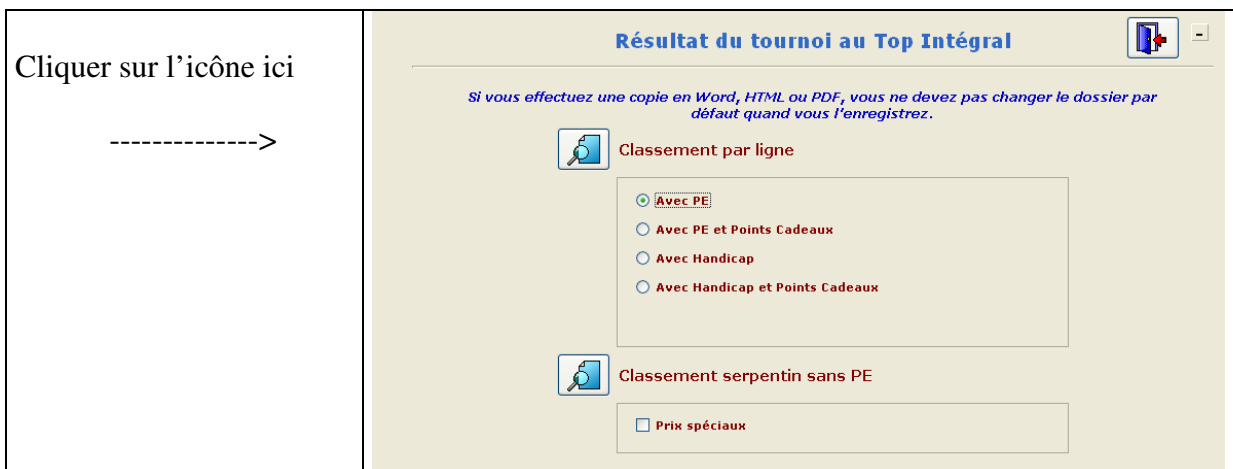 Cliquer sur l'icône ici
-------------->
Résultat du tournoi au Top Intégral
-
Si vous effectuez une copie en Word, HTML ou PDF, vous ne devez pas changer le dossier par
défaut quand vous l'enregistrez.
Classement par ligne
Avec PE
Avec PE et Points Cadeaux
Avec Handicap
Avec Handicap et Points Cadeaux
Classement serpentin sans PE
Prix spéciaux